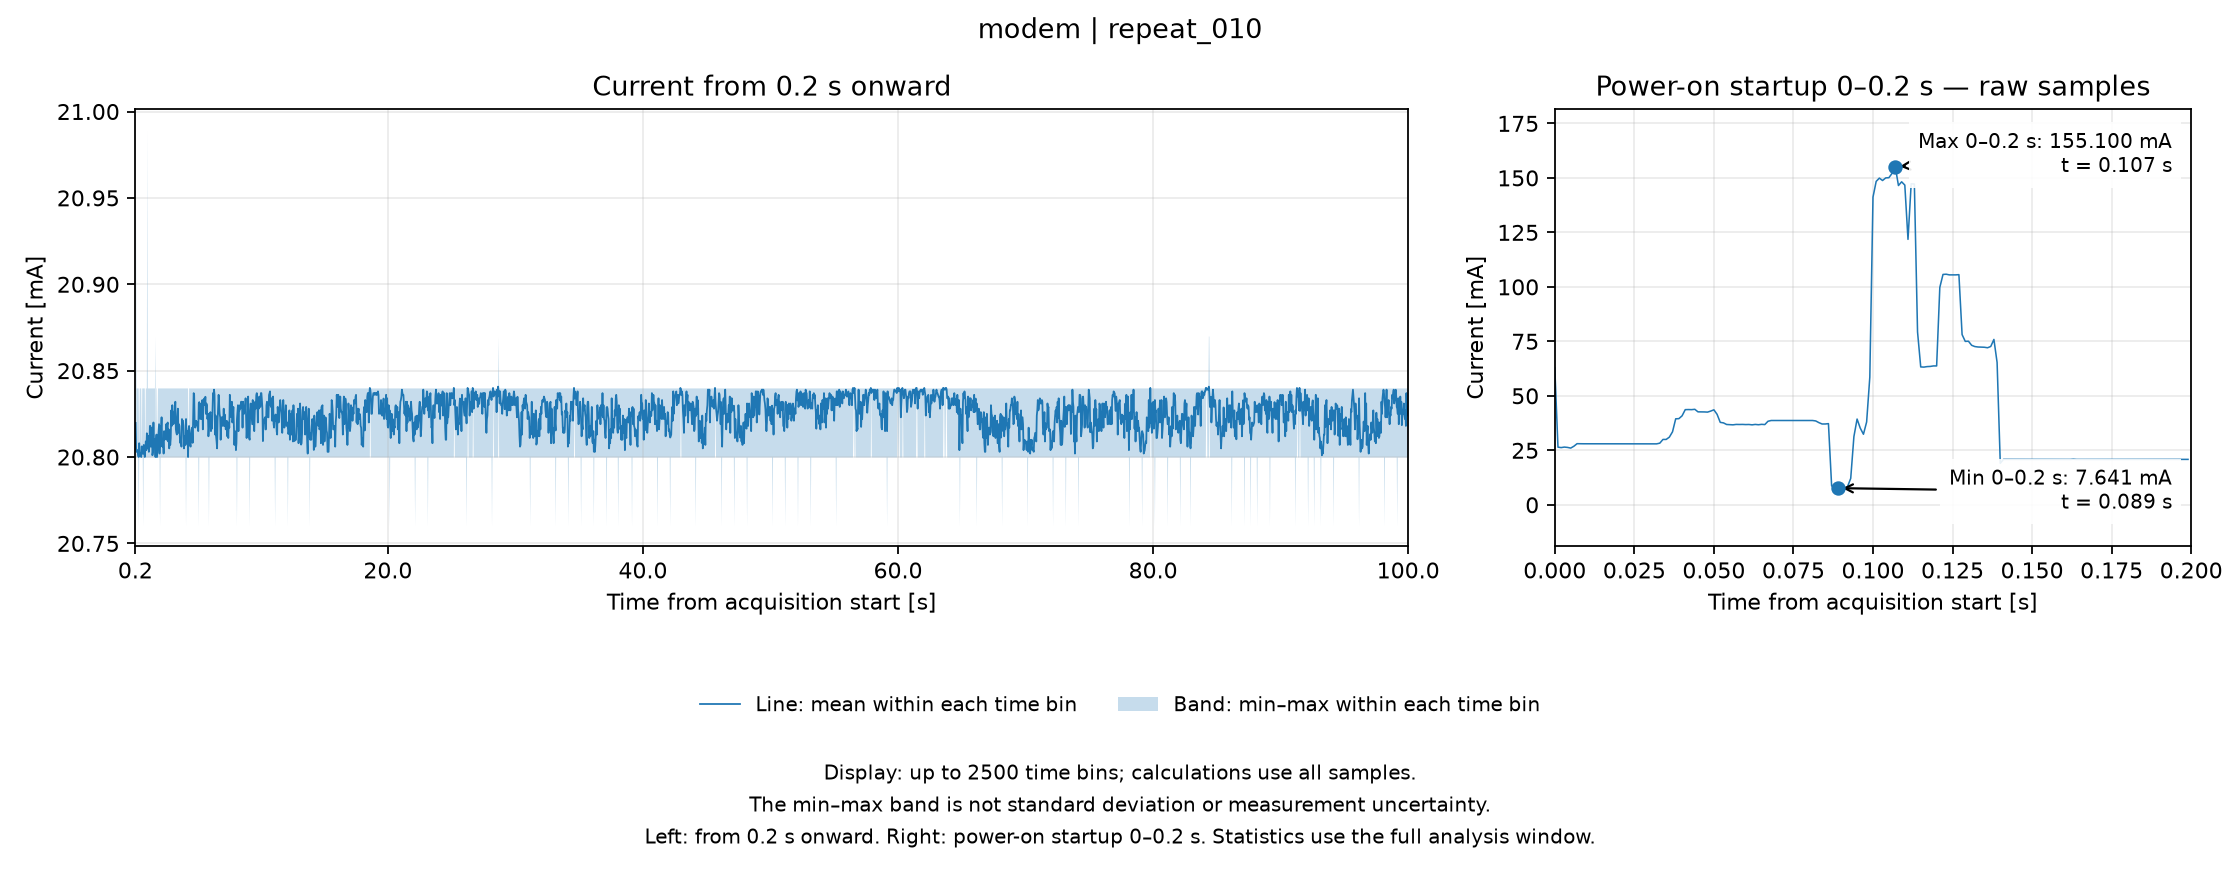 modem | repeat_010
Current from 0.2 s onward
Current [mA]
21.00
20.95
20.90
20.85
20.80
20.75
0.2 20.0 40.0 60.0 80.0 100.0
Time from acquisition start [s]
Power-on startup 0–0.2 s — raw samples
Current [mA]
175
150
125
100
75
50
25
0
Max 0–0.2 s: 155.100 mA
t = 0.107 s
Min 0–0.2 s: 7.641 mA
t = 0.089 s
0.000 0.025 0.050 0.075 0.100 0.125 0.150 0.175 0.200
Time from acquisition start [s]
Line: mean within each time bin
Band: min–max within each time bin
Display: up to 2500 time bins; calculations use all samples.
The min–max band is not standard deviation or measurement uncertainty.
Left: from 0.2 s onward. Right: power-on startup 0–0.2 s. Statistics use the full analysis window.